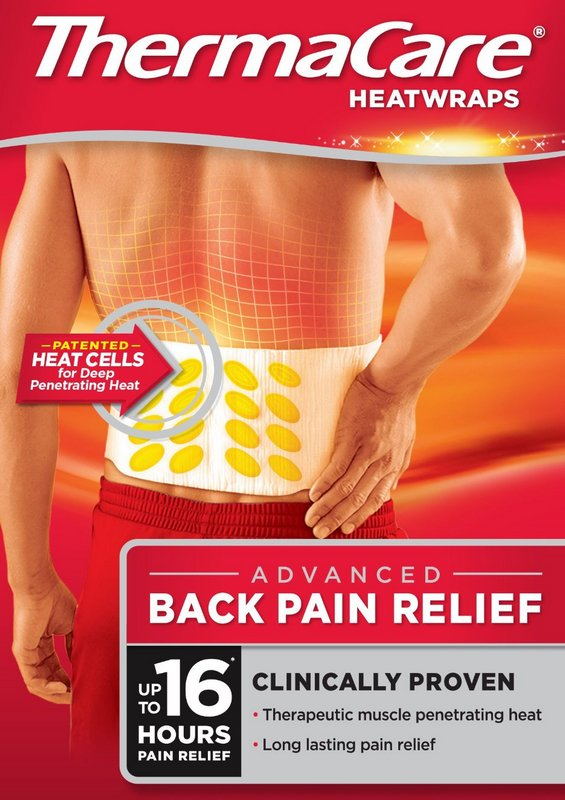 ThermaCare®
HEATWRAPS
PATENTED
HEAT CELLS
for Deep
Penetrating Heat
ADVANCED
BACK PAIN RELIEF
UP TO 16*
HOURS
PAIN RELIEF
CLINICALLY PROVEN
• Therapeutic muscle penetrating heat
• Long lasting pain relief